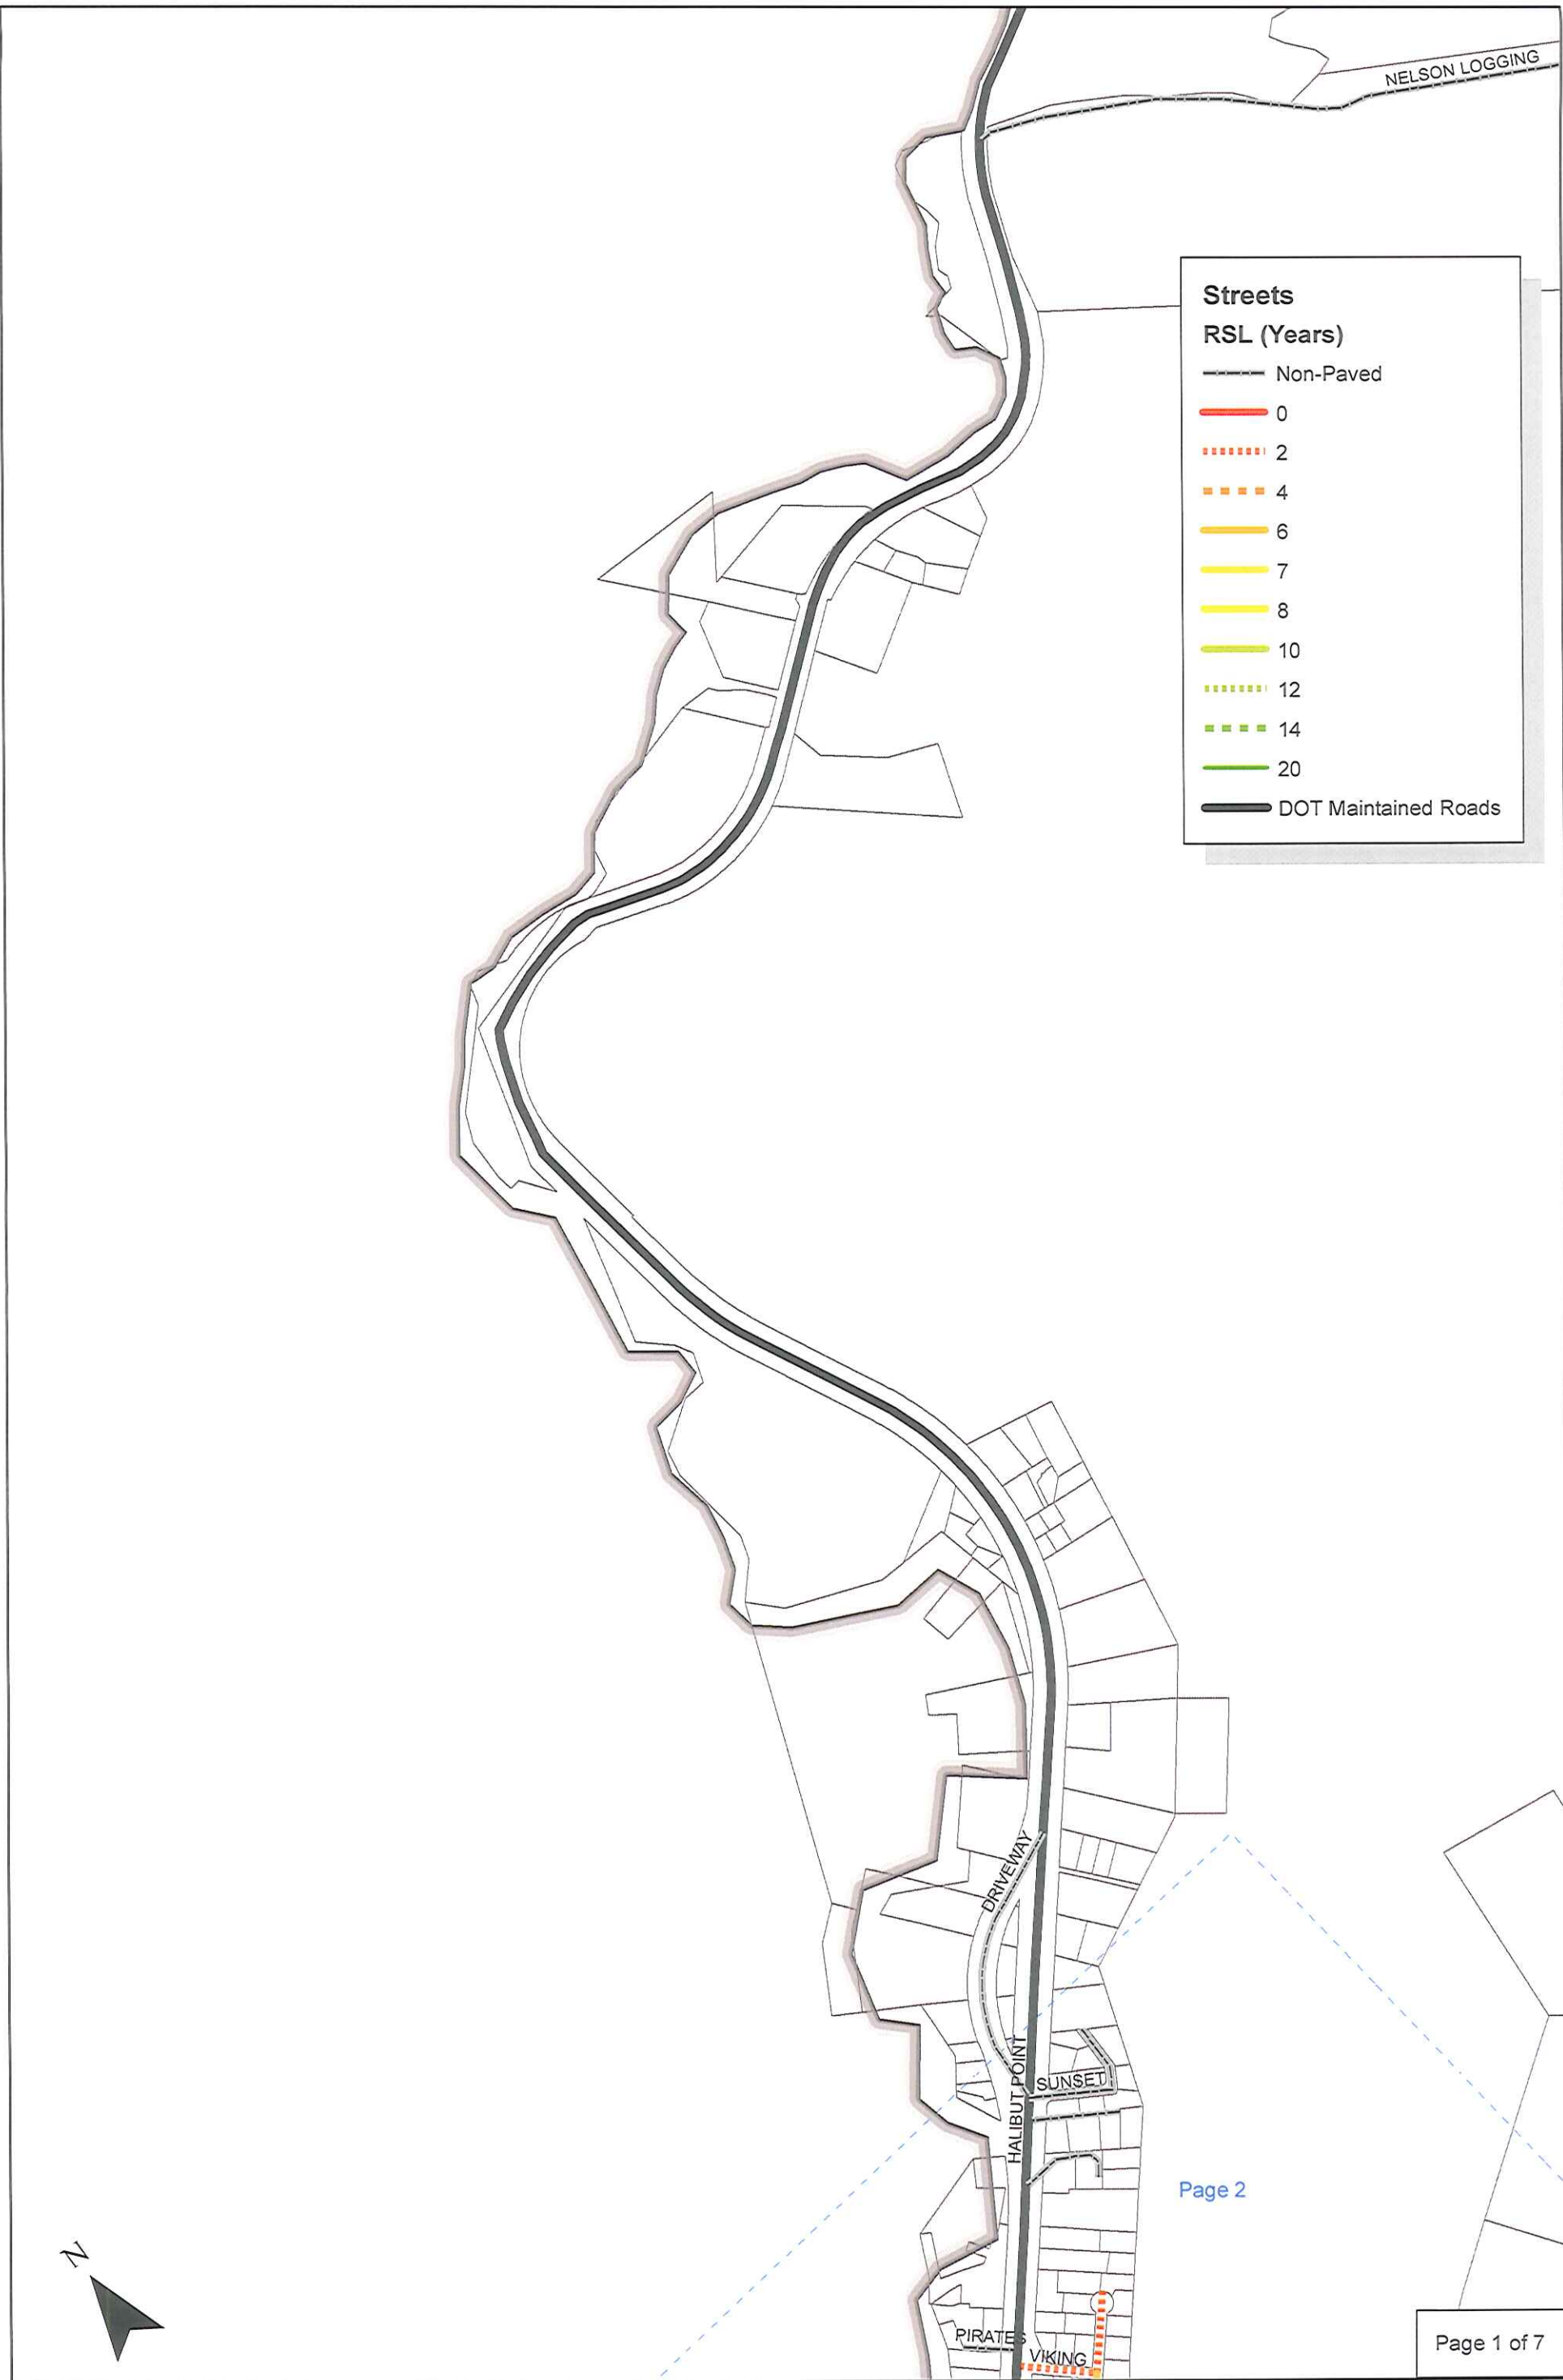 NELSON LOGGING
Streets
RSL (Years)
Non-Paved
0
2
4
6
7
8
10
12
14
20
DOT Maintained Roads
DRIVEWAY
HALIBUT POINT
SUNSET
Page 2
N
PIRATES
VIKING
Page 1 of 7